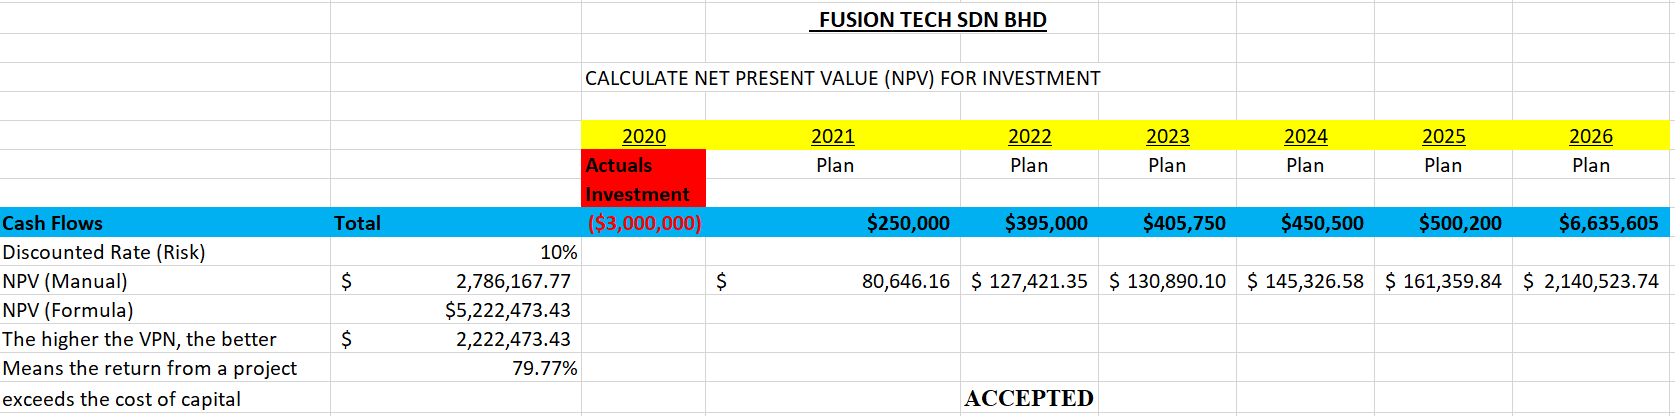 FUSION TECH SDN BHD
CALCULATE NET PRESENT VALUE (NPV) FOR INVESTMENT
2020 2021 2022 2023 2024 2025 2026
Actuals Plan Plan Plan Plan Plan Plan
Investment
Cash Flows Total ($3,000,000) $250,000 $395,000 $405,750 $450,500 $500,200 $6,635,605
Discounted Rate (Risk) 10%
NPV (Manual) $ 2,786,167.77 $ 80,646.16 $ 127,421.35 $ 130,890.10 $ 145,326.58 $ 161,359.84 $ 2,140,523.74
NPV (Formula) $5,222,473.43
The higher the VPN, the better $ 2,222,473.43
Means the return from a project 79.77%
exceeds the cost of capital ACCEPTED